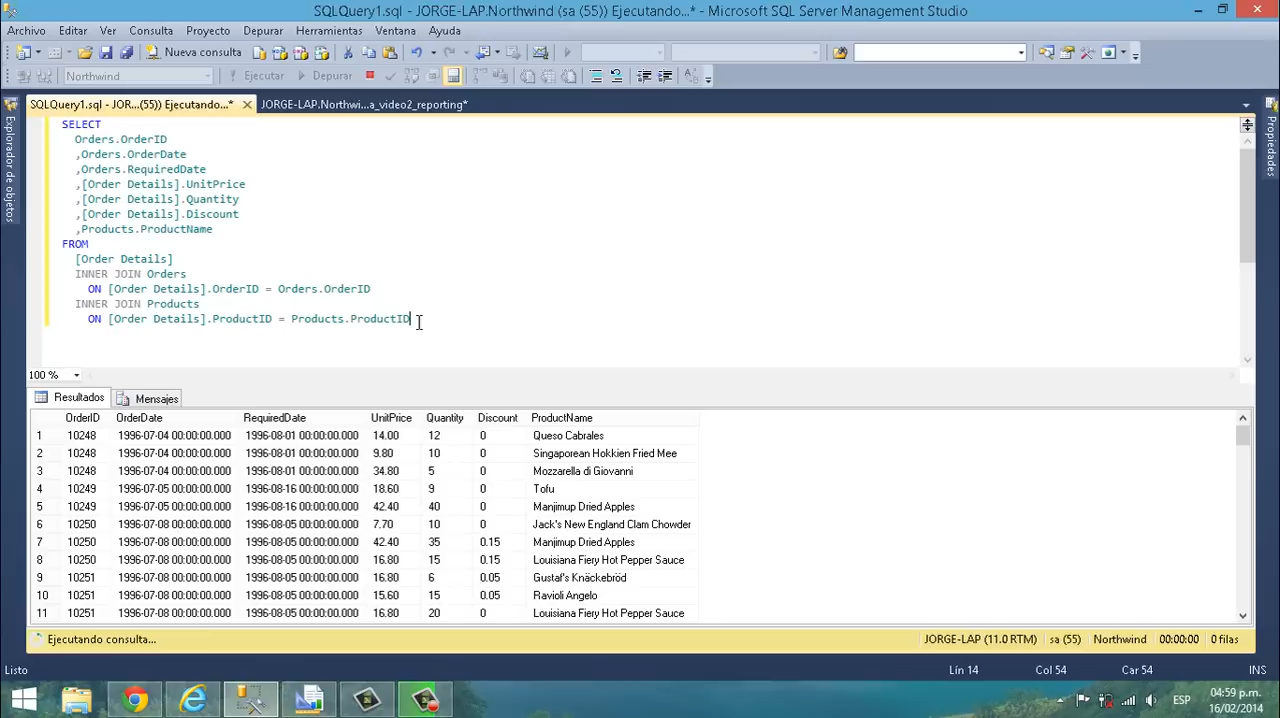 SQLQuery1.sql - JORGE-LAP.Northwind (sa (55)) Ejecutando...* - Microsoft SQL Server Management Studio
Archivo Editar Ver Consulta Proyecto Depurar Herramientas Ventana Ayuda
Nueva consulta
Northwind Ejecutar Depurar
SQLQuery1.sql - JOR...(55)) Ejecutando...* JORGE-LAP.Northwi...a_video2_reporting*
Explorador de objetos
Propiedades
SELECT
Orders.OrderID
,Orders.OrderDate
,Orders.RequiredDate
,[Order Details].UnitPrice
,[Order Details].Quantity
,[Order Details].Discount
,Products.ProductName
FROM
[Order Details]
INNER JOIN Orders
ON [Order Details].OrderID = Orders.OrderID
INNER JOIN Products
ON [Order Details].ProductID = Products.ProductID
100 %
Resultados Mensajes
OrderID OrderDate RequiredDate UnitPrice Quantity Discount ProductName
1 10248 1996-07-04 00:00:00.000 1996-08-01 00:00:00.000 14.00 12 0 Queso Cabrales
2 10248 1996-07-04 00:00:00.000 1996-08-01 00:00:00.000 9.80 10 0 Singaporean Hokkien Fried Mee
3 10248 1996-07-04 00:00:00.000 1996-08-01 00:00:00.000 34.80 5 0 Mozzarella di Giovanni
4 10249 1996-07-05 00:00:00.000 1996-08-16 00:00:00.000 18.60 9 0 Tofu
5 10249 1996-07-05 00:00:00.000 1996-08-16 00:00:00.000 42.40 40 0 Manjimup Dried Apples
6 10250 1996-07-08 00:00:00.000 1996-08-05 00:00:00.000 7.70 10 0 Jack's New England Clam Chowder
7 10250 1996-07-08 00:00:00.000 1996-08-05 00:00:00.000 42.40 35 0.15 Manjimup Dried Apples
8 10250 1996-07-08 00:00:00.000 1996-08-05 00:00:00.000 16.80 15 0.15 Louisiana Fiery Hot Pepper Sauce
9 10251 1996-07-08 00:00:00.000 1996-08-05 00:00:00.000 16.80 6 0.05 Gustaf's Knäckebröd
10 10251 1996-07-08 00:00:00.000 1996-08-05 00:00:00.000 15.60 15 0.05 Ravioli Angelo
11 10251 1996-07-08 00:00:00.000 1996-08-05 00:00:00.000 16.80 20 0 Louisiana Fiery Hot Pepper Sauce
Ejecutando consulta... JORGE-LAP (11.0 RTM) sa (55) Northwind 00:00:00 0 filas
Listo Lín 14 Col 54 Car 54 INS
ESP 04:59 p.m.
16/02/2014